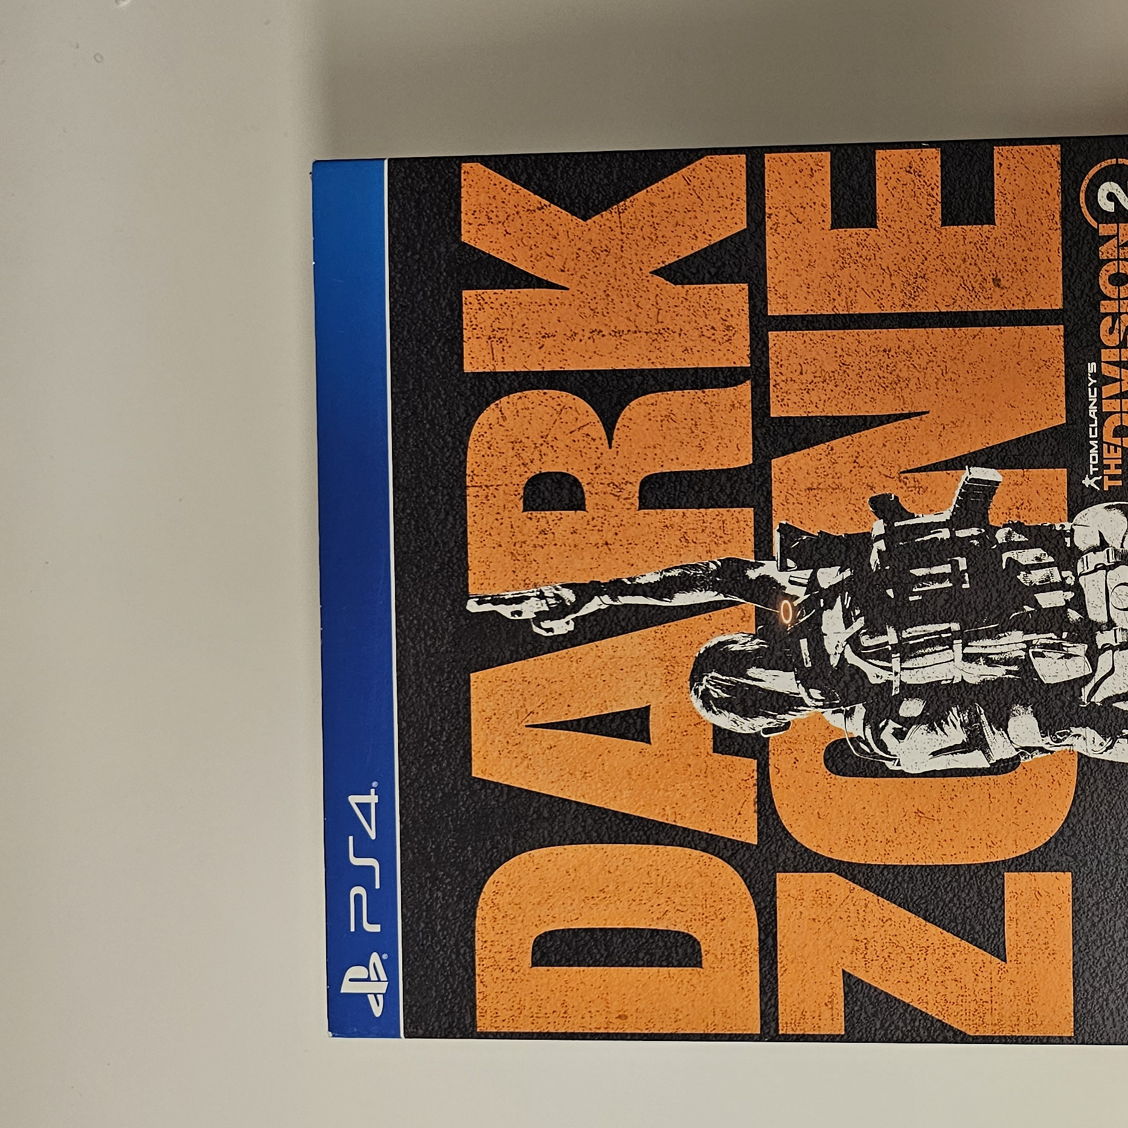 PS4
DARK
ZONE
TOM CLANCY'S
THE DIVISION 2